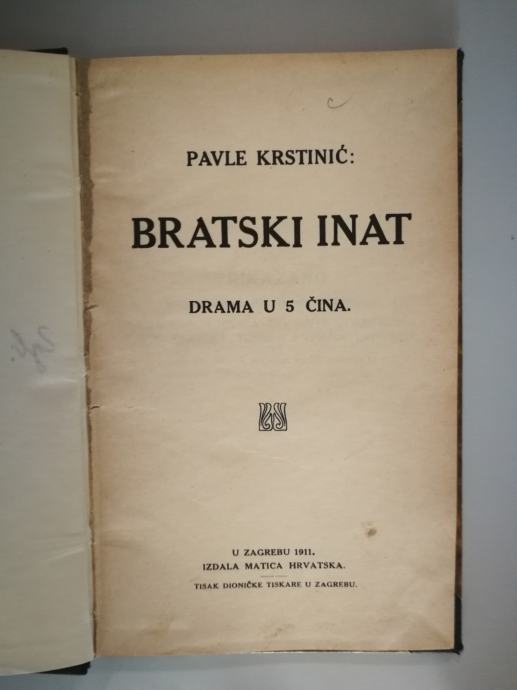 PAVLE KRSTINIĆ:
BRATSKI INAT
DRAMA U 5 ČINA.
U ZAGREBU 1911.
IZDALA MATICA HRVATSKA.
TISAK DIONIČKE TISKARE U ZAGREBU.